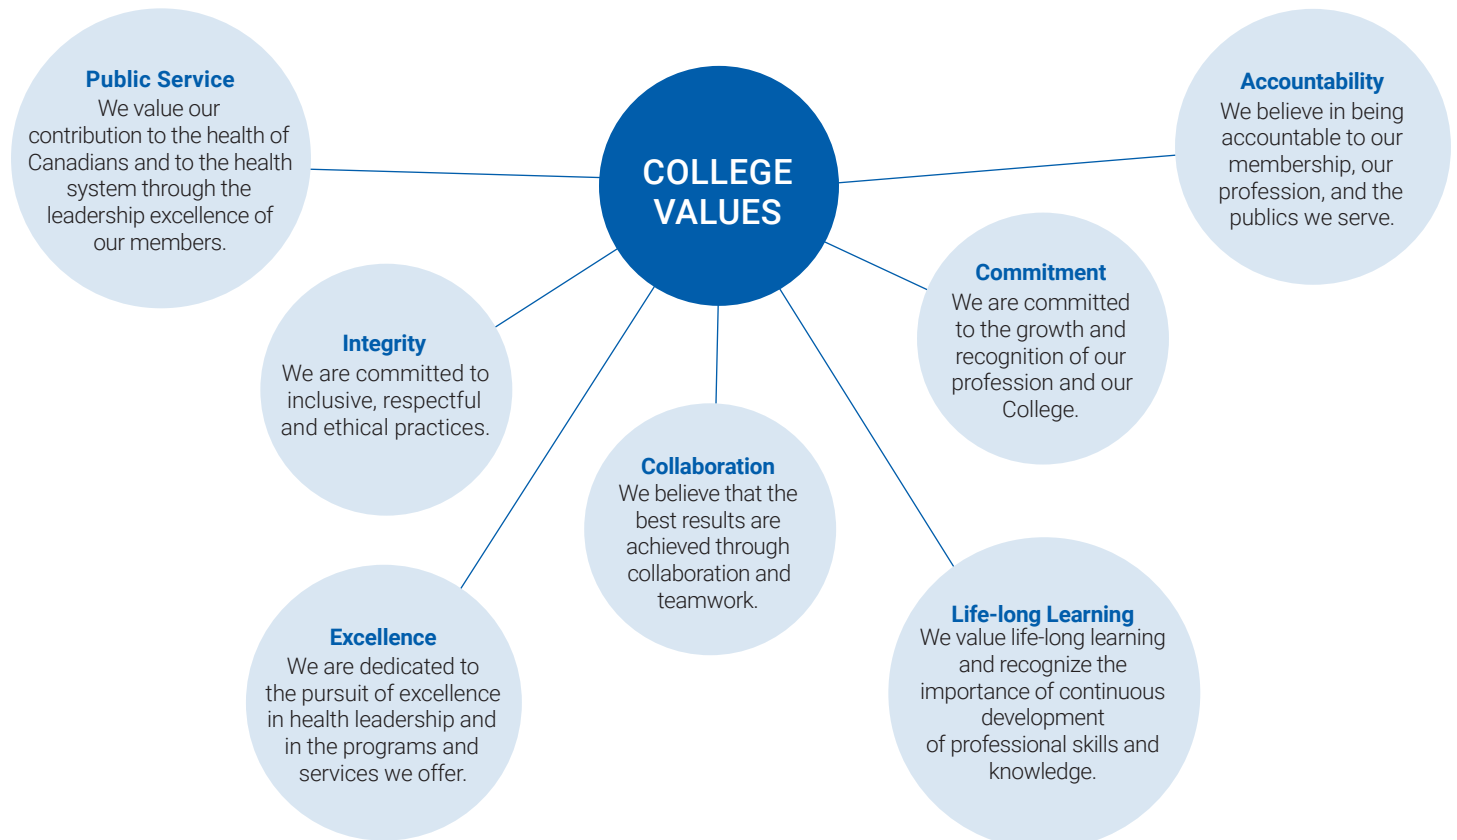 COLLEGE
VALUES
Public Service
We value our
contribution to the health of
Canadians and to the health
system through the
leadership excellence of
our members.
Integrity
We are committed to
inclusive, respectful
and ethical practices.
Excellence
We are dedicated to
the pursuit of excellence
in health leadership and
in the programs and
services we offer.
Collaboration
We believe that the
best results are
achieved through
collaboration and
teamwork.
Life-long Learning
We value life-long learning
and recognize the
importance of continuous
development
of professional skills and
knowledge.
Commitment
We are committed
to the growth and
recognition of our
profession and our
College.
Accountability
We believe in being
accountable to our
membership, our
profession, and the
publics we serve.